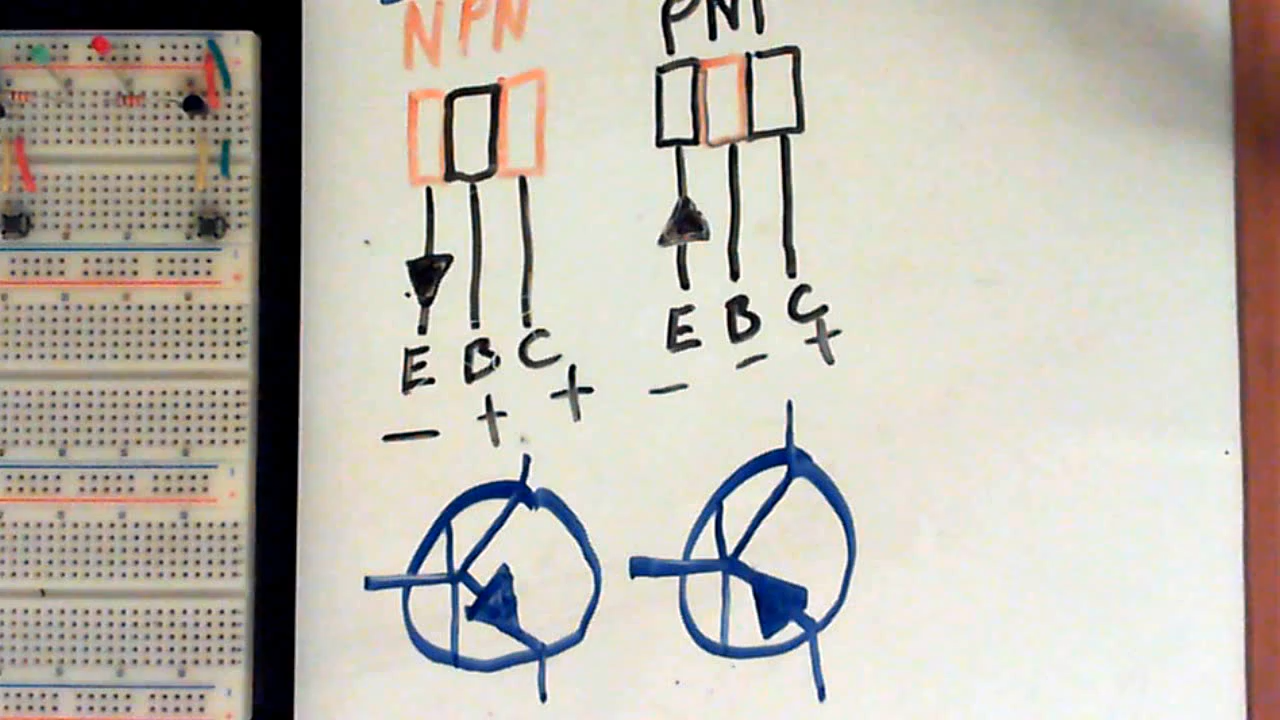 NPN
PNP
E B C
- + +
E B C
- - +